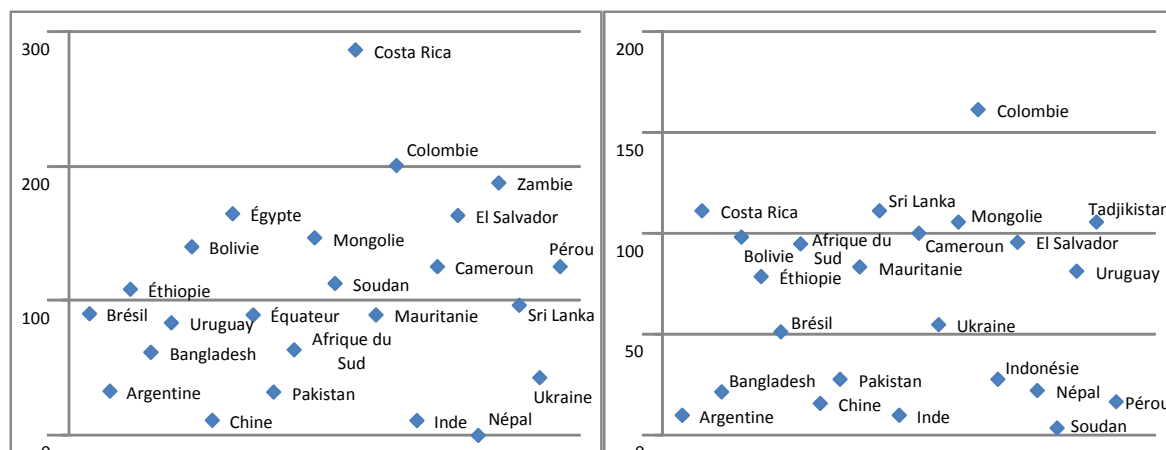 300
Costa Rica
Colombie
200
Zambie
Égypte
El Salvador
Bolivie
Mongolie
Pérou
Cameroun
Éthiopie
Soudan
100
Brésil
Uruguay
Équateur
Mauritanie
Sri Lanka
Bangladesh
Afrique du
Sud
Argentine
Pakistan
Ukraine
Chine
Inde
Népal
0
200
Colombie
150
Costa Rica
Sri Lanka
Mongolie
Tadjikistan
100
Bolivie
Afrique du
Sud
Cameroun
El Salvador
Éthiopie
Mauritanie
Uruguay
Brésil
Ukraine
50
Bangladesh
Pakistan
Indonésie
Népal
Argentine
Chine
Inde
Pérou
Soudan
0